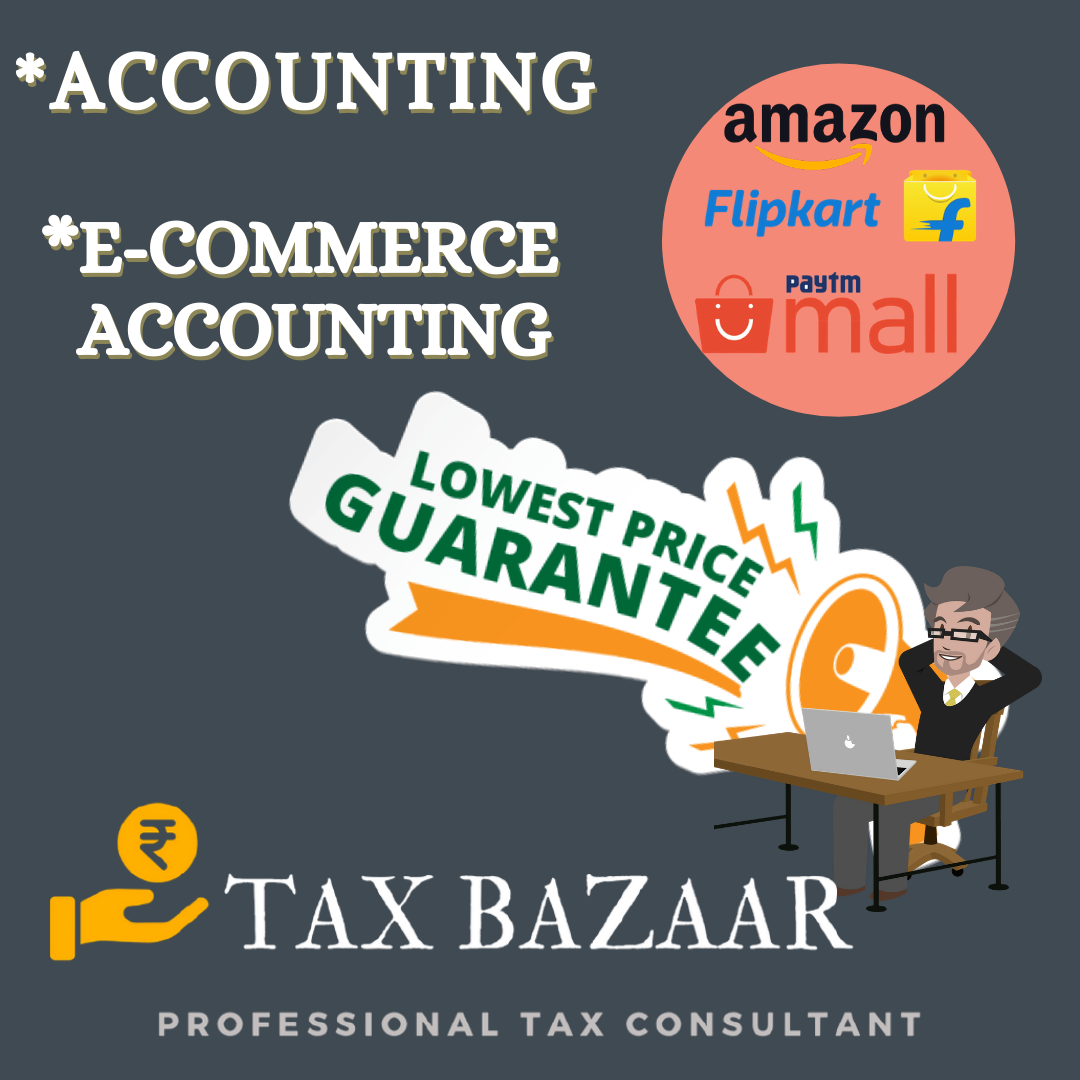 *ACCOUNTING
*E-COMMERCE
ACCOUNTING
amazon
Flipkart
f
paytm
mall
LOWEST PRICE
GUARANTEE
₹
TAX BAZAAR
PROFESSIONAL TAX CONSULTANT